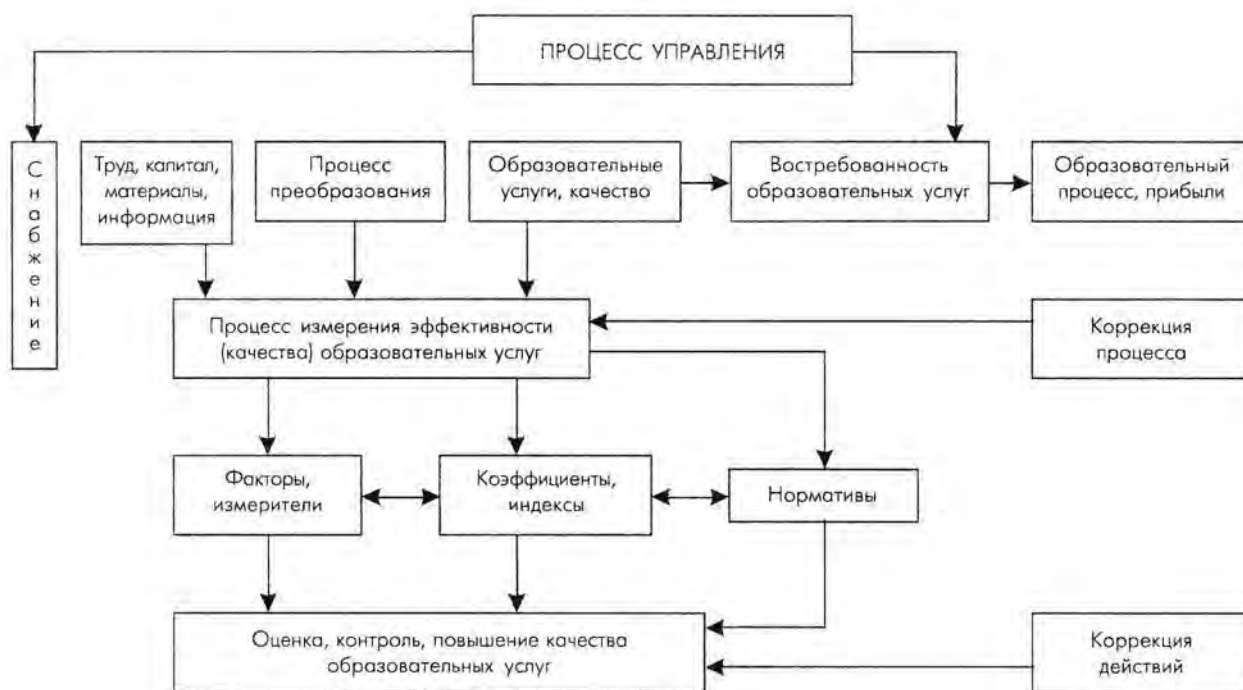 ПРОЦЕСС УПРАВЛЕНИЯ
Снабжение
Труд, капитал,
материалы,
информация
Процесс
преобразования
Образовательные
услуги, качество
Востребованность
образовательных услуг
Образовательный
процесс, прибыли
Процесс измерения эффективности
(качества) образовательных услуг
Коррекция
процесса
Факторы,
измерители
Коэффициенты,
индексы
Нормативы
Оценка, контроль, повышение качества
образовательных услуг
Коррекция
действий